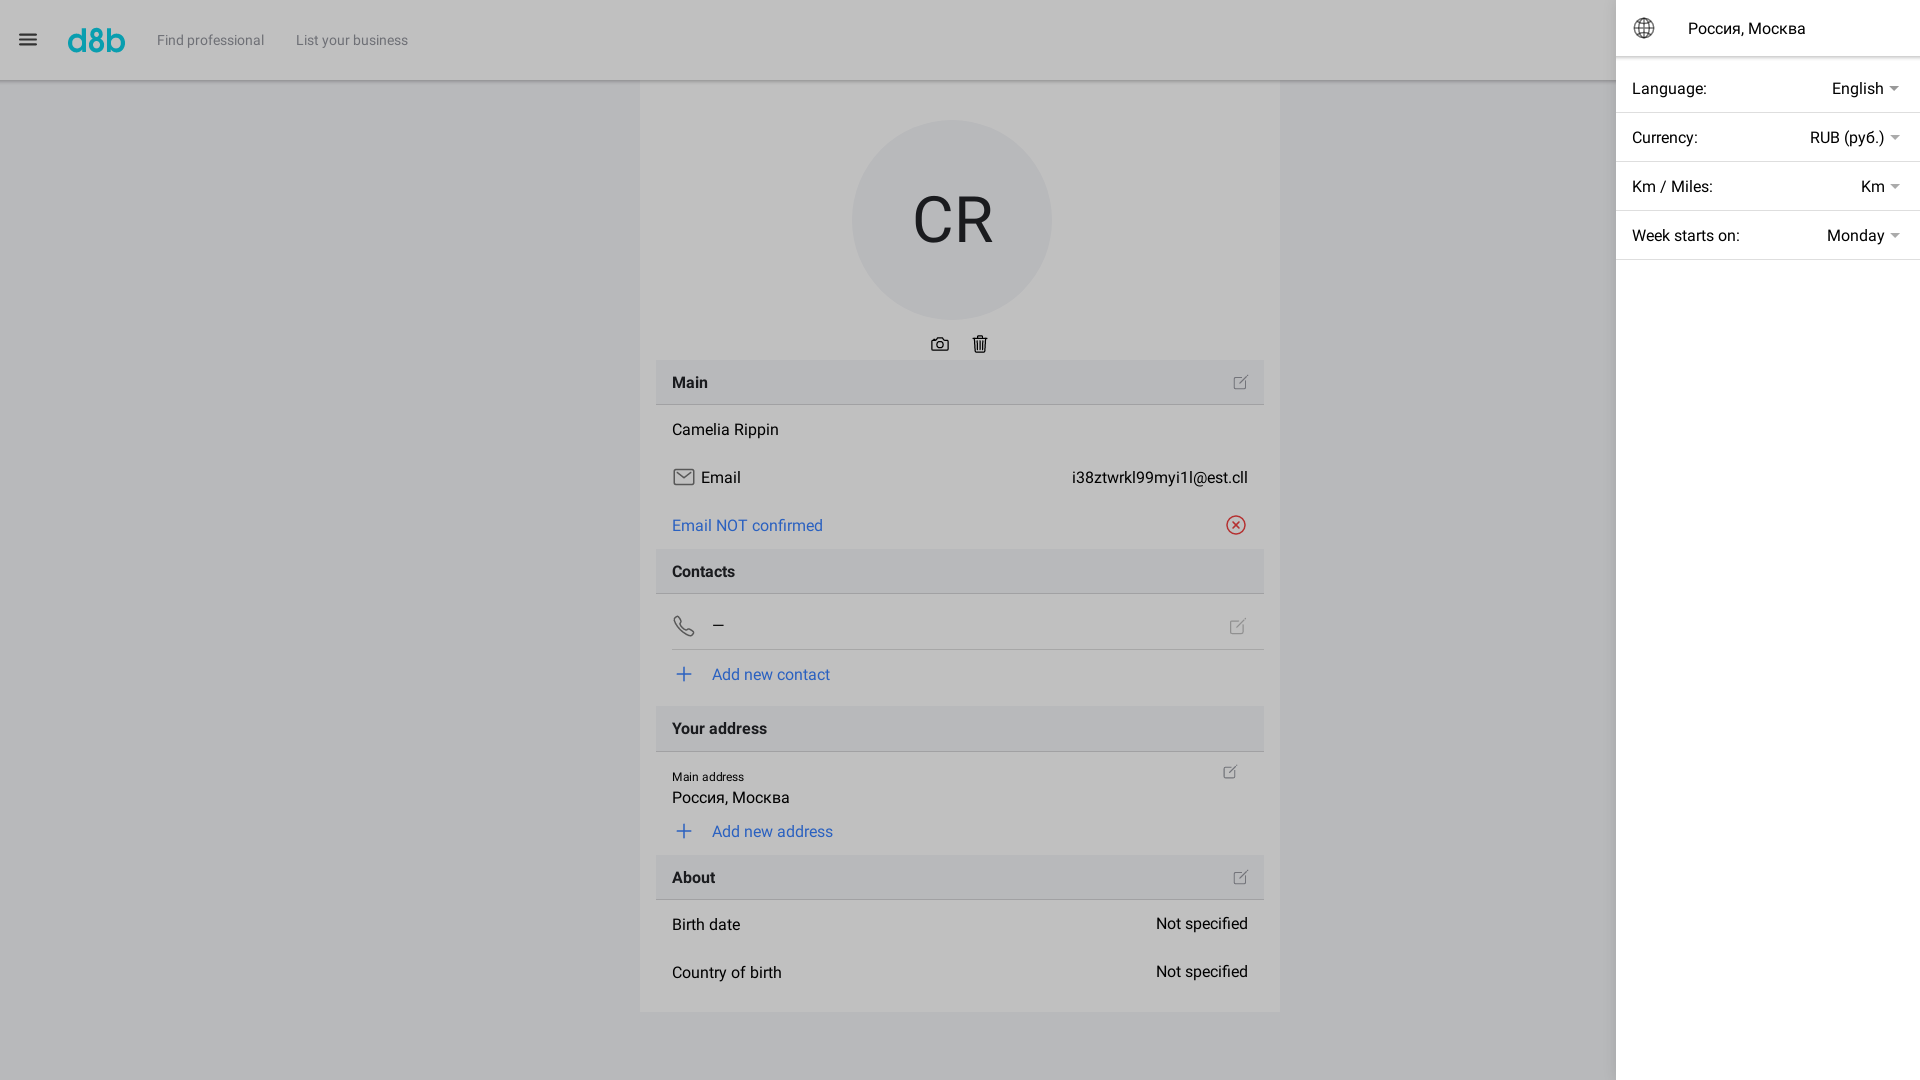 d8b
Find professional
List your business
Россия, Москва
Language:
English
Currency:
RUB (руб.)
Km / Miles:
Km
Week starts on:
Monday
CR
Main
Camelia Rippin
Email
i38ztwrkl99myi1l@est.cll
Email NOT confirmed
Contacts
—
Add new contact
Your address
Main address
Россия, Москва
Add new address
About
Birth date
Not specified
Country of birth
Not specified